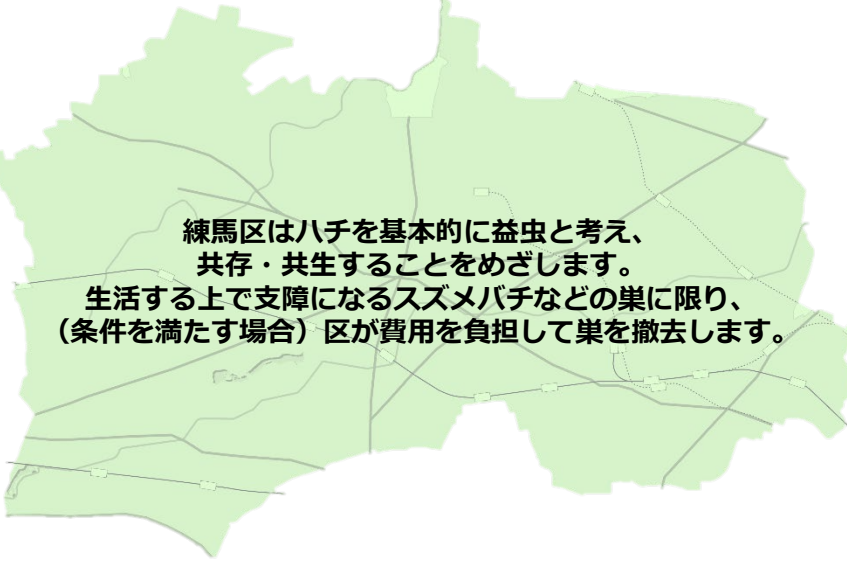 練馬区はハチを基本的に益虫と考え、
共存・共生することをめざします。
生活する上で支障になるスズメバチなどの巣に限り、
（条件を満たす場合）区が費用を負担して巣を撤去します。